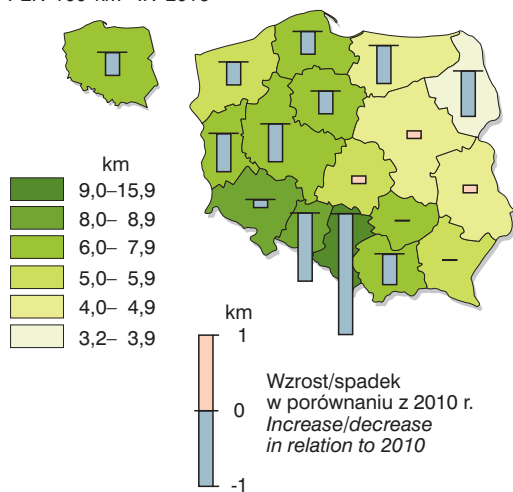 km
9,0–15,9
8,0– 8,9
6,0– 7,9
5,0– 5,9
4,0– 4,9
3,2– 3,9
km
1
0
-1
Wzrost/spadek
w porównaniu z 2010 r.
Increase/decrease
in relation to 2010